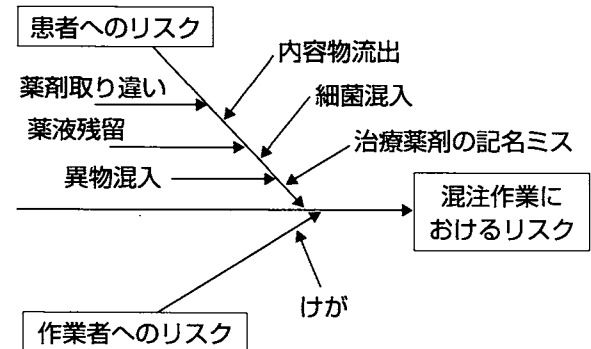 患者へのリスク
内容物流出
薬剤取り違い
細菌混入
薬液残留
治療薬剤の記名ミス
異物混入
混注作業に
おけるリスク
けが
作業者へのリスク